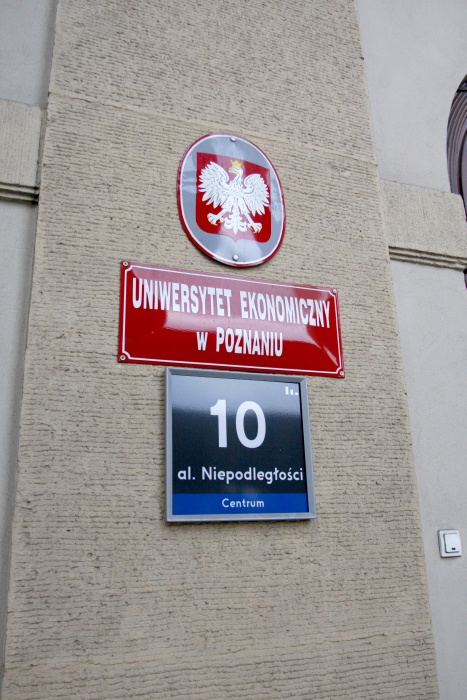 UNIWERSYTET EKONOMICZNY
W POZNANIU
10
al. Niepodległości
Centrum